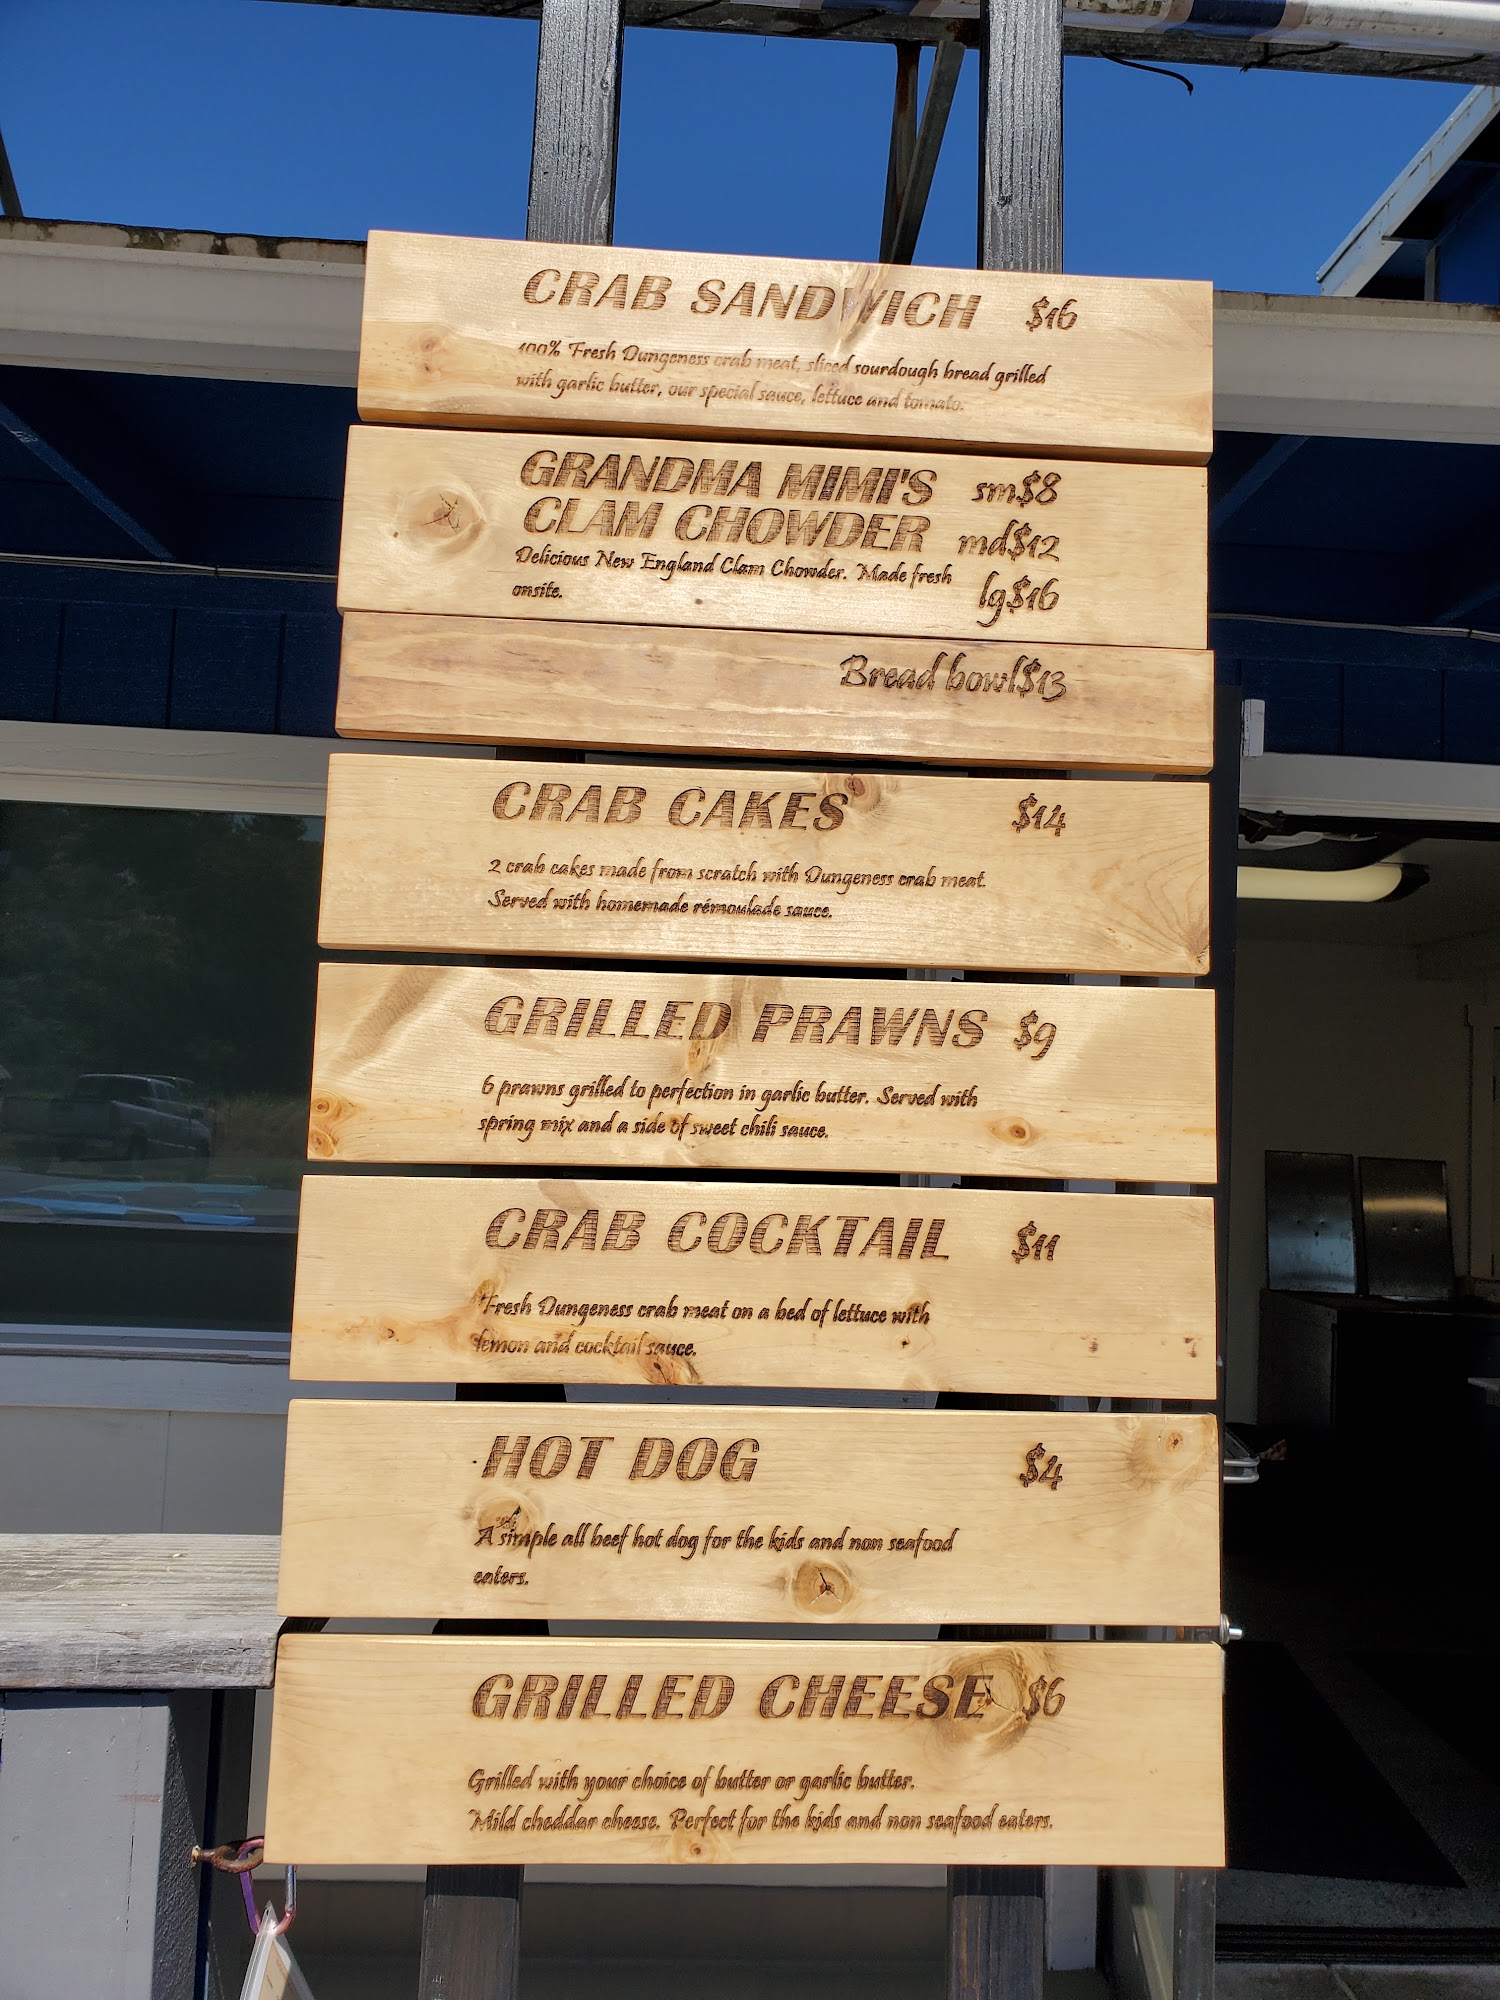 CRAB SANDWICH $16
100% Fresh Dungeness crab meat, sliced sourdough bread grilled
with garlic butter, our special sauce, lettuce and tomato.
GRANDMA MIMI'S sm$8
CLAM CHOWDER md$12
Delicious New England Clam Chowder. Made fresh
onsite. lg$16
Bread bowl$13
CRAB CAKES $14
2 crab cakes made from scratch with Dungeness crab meat.
Served with homemade rémoulade sauce.
GRILLED PRAWNS $9
6 prawns grilled to perfection in garlic butter. Served with
spring mix and a side of sweet chili sauce.
CRAB COCKTAIL $11
Fresh Dungeness crab meat on a bed of lettuce with
lemon and cocktail sauce.
HOT DOG $4
A simple all beef hot dog for the kids and non seafood
eaters.
GRILLED CHEESE $6
Grilled with your choice of butter or garlic butter.
Mild cheddar cheese. Perfect for the kids and non seafood eaters.